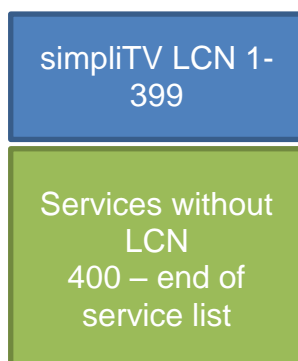 simpliTV LCN 1-
399
Services without
LCN
400 – end of
service list